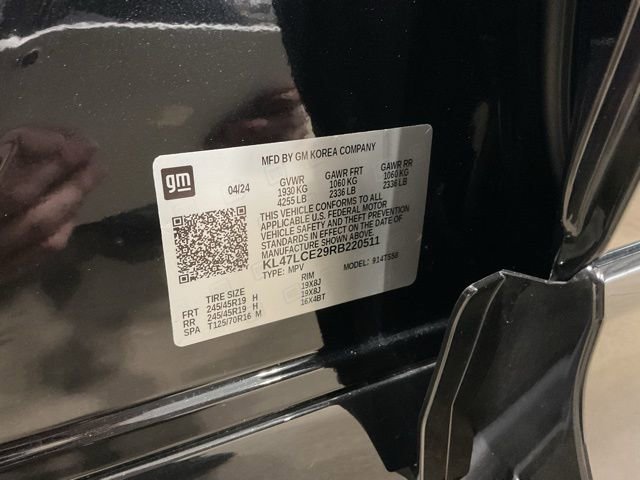 MFD BY GM KOREA COMPANY
gm
04/24
GVWR GAWR FRT GAWR RR
1930 KG 1060 KG 1060 KG
4255 LB 2336 LB 2336 LB
THIS VEHICLE CONFORMS TO ALL
APPLICABLE U.S. FEDERAL MOTOR
VEHICLE SAFETY AND THEFT PREVENTION
STANDARDS IN EFFECT ON THE DATE OF
MANUFACTURE SHOWN ABOVE.
KL47LCE29RB220511
TYPE: MPV MODEL: 914TS58
TIRE SIZE RIM
FRT 245/45R19 H 19X8J
RR 245/45R19 H 19X8J
SPA T125/70R16 M 16X4BT